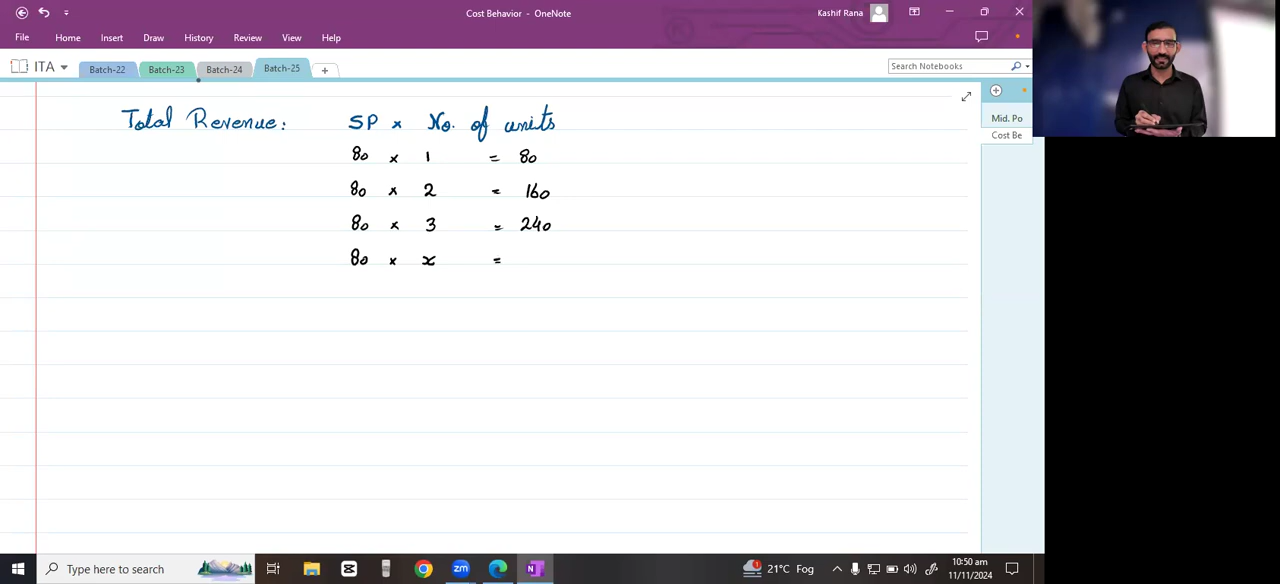 Cost Behavior - OneNote
Kashif Rana
File Home Insert Draw History Review View Help
ITA Batch-22 Batch-23 Batch-24 Batch-25
Search Notebooks
Mid. Po
Cost Be
Total Revenue: SP × No. of units
80 × 1 = 80
80 × 2 = 160
80 × 3 = 240
80 × x =
Type here to search
21°C Fog
10:50 am
11/11/2024